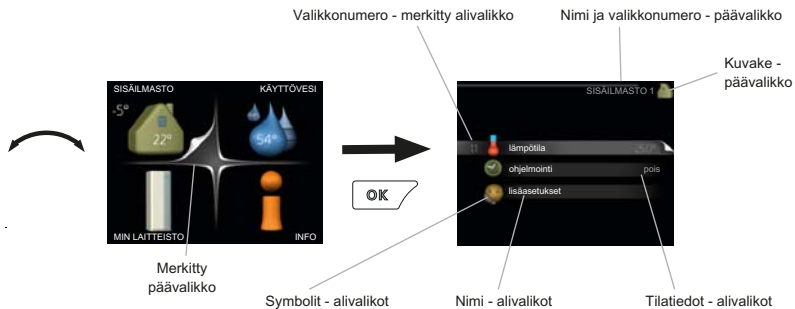 Valikkonumero - merkitty alivalikko
Nimi ja valikkonumero - päävalikko
Kuvake -
päävalikko
SISÄILMASTO
KÄYTTÖVESI
-5°
22°
54°
MIN LAITTEISTO
INFO
Merkitty
päävalikko
OK
SISÄILMASTO 1
lämpötila
ohjelmointi
pois
lisäasetukset
Symbolit - alivalikot
Nimi - alivalikot
Tilatiedot - alivalikot